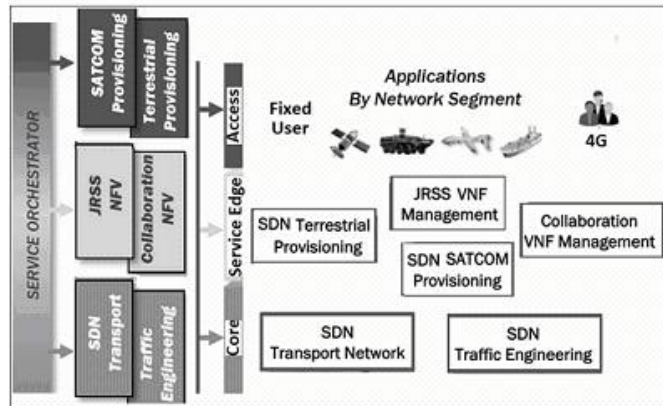 SERVICE ORCHESTRATOR
SATCOM
Provisioning
Terrestrial
Provisioning
JRSS
NFV
Collaboration
NFV
SDN
Transport
Traffic
Engineering
Access
Service Edge
Core
Applications
By Network Segment
Fixed
User
4G
JRSS VNF
Management
SDN Terrestrial
Provisioning
Collaboration
VNF Management
SDN SATCOM
Provisioning
SDN
Transport Network
SDN
Traffic Engineering